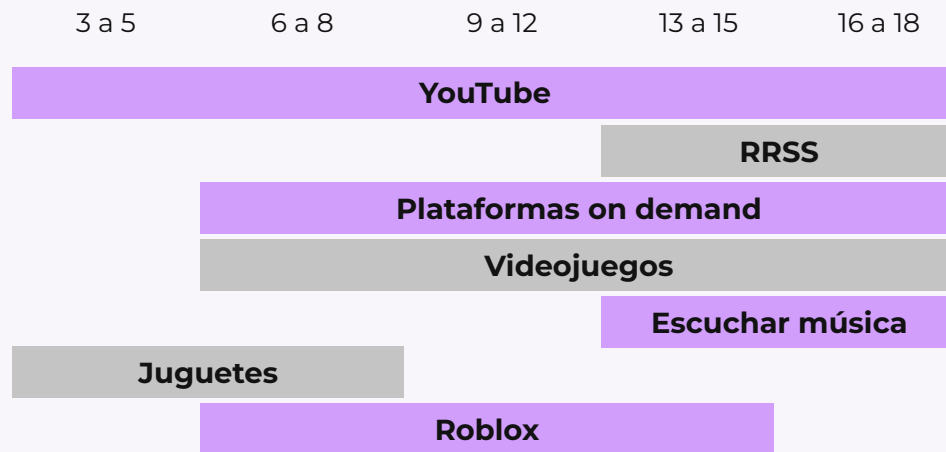 3 a 5 6 a 8 9 a 12 13 a 15 16 a 18
YouTube
RRSS
Plataformas on demand
Videojuegos
Escuchar música
Juguetes
Roblox